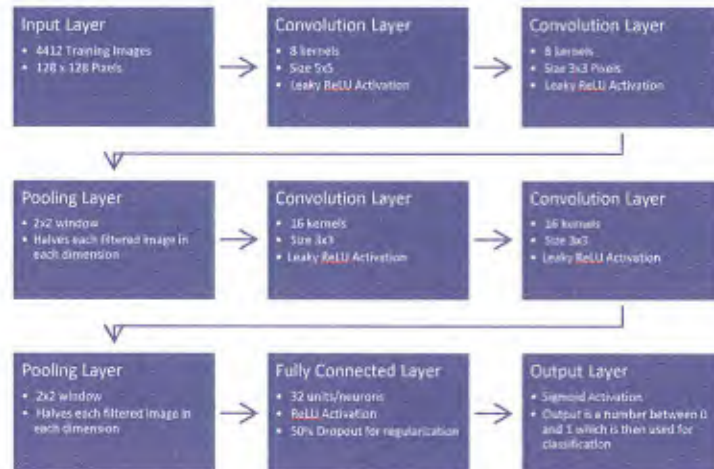 Input Layer
• 4412 Training Images
• 128 x 128 Pixels
Convolution Layer
• 8 kernels
• Size 5x5
• Leaky ReLU Activation
Convolution Layer
• 8 kernels
• Size 3x3 Pixels
• Leaky ReLU Activation
Pooling Layer
• 2x2 window
• Halves each filtered image in
each dimension
Convolution Layer
• 16 kernels
• Size 3x3
• Leaky ReLU Activation
Convolution Layer
• 16 kernels
• Size 3x3
• Leaky ReLU Activation
Pooling Layer
• 2x2 window
• Halves each filtered image in
each dimension
Fully Connected Layer
• 32 units/neurons
• ReLU Activation
• 50% Dropout for regularization
Output Layer
• Sigmoid Activation
• Output is a number between 0
and 1 which is then used for
classification